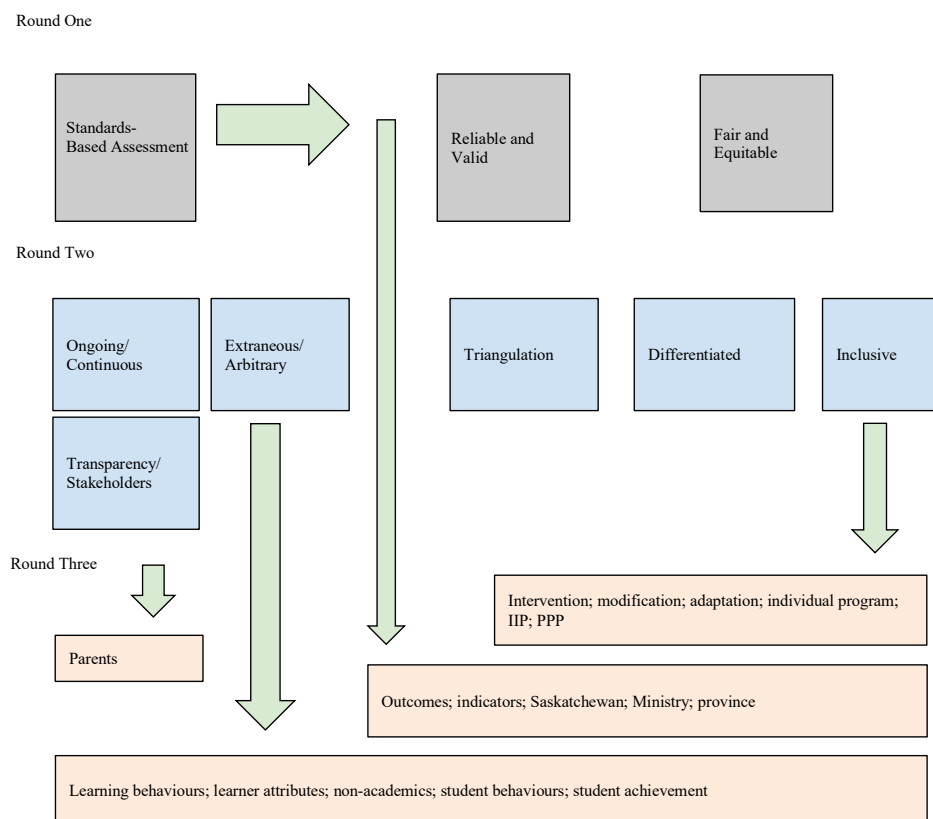 Round One
Standards-
Based Assessment
Reliable and
Valid
Fair and
Equitable
Round Two
Ongoing/
Continuous
Extraneous/
Arbitrary
Triangulation
Differentiated
Inclusive
Transparency/
Stakeholders
Round Three
Intervention; modification; adaptation; individual program;
IIP; PPP
Parents
Outcomes; indicators; Saskatchewan; Ministry; province
Learning behaviours; learner attributes; non-academics; student behaviours; student achievement